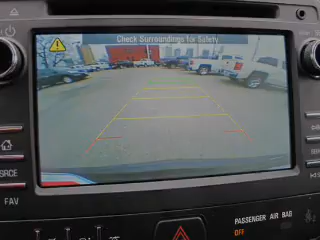 Check Surroundings for Safety
SRCE
FAV
PASSENGER AIR BAG
OFF